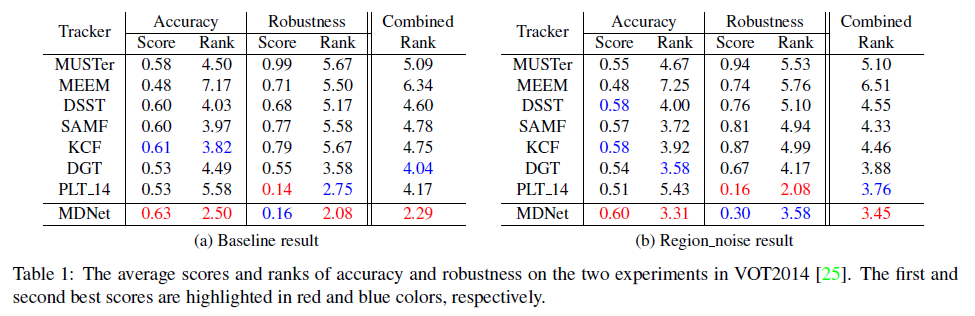 Tracker Accuracy Robustness Combined Tracker Accuracy Robustness Combined
Score Rank Score Rank Rank Score Rank Score Rank Rank
MUSTer 0.58 4.50 0.99 5.67 5.09 MUSTer 0.55 4.67 0.94 5.53 5.10
MEEM 0.48 7.17 0.71 5.50 6.34 MEEM 0.48 7.25 0.74 5.76 6.51
DSST 0.60 4.03 0.68 5.17 4.60 DSST 0.58 4.00 0.76 5.10 4.55
SAMF 0.60 3.97 0.77 5.58 4.78 SAMF 0.57 3.72 0.81 4.94 4.33
KCF 0.61 3.82 0.79 5.67 4.75 KCF 0.58 3.92 0.87 4.99 4.46
DGT 0.53 4.49 0.55 3.58 4.04 DGT 0.54 3.58 0.67 4.17 3.88
PLT_14 0.53 5.58 0.14 2.75 4.17 PLT_14 0.51 5.43 0.16 2.08 3.76
MDNet 0.63 2.50 0.16 2.08 2.29 MDNet 0.60 3.31 0.30 3.58 3.45
(a) Baseline result (b) Region_noise result
Table 1: The average scores and ranks of accuracy and robustness on the two experiments in VOT2014 [25]. The first and
second best scores are highlighted in red and blue colors, respectively.